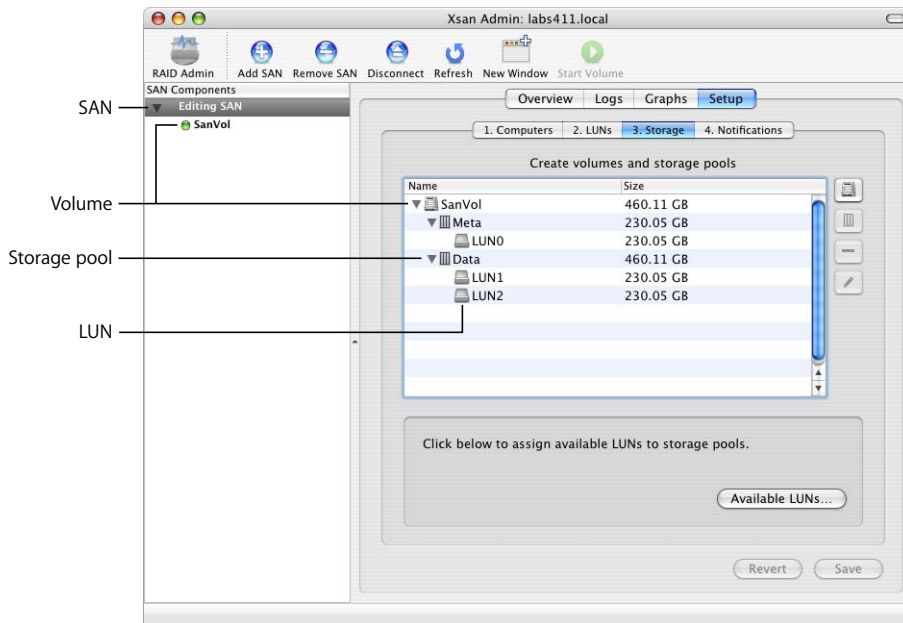 Xsan Admin: labs411.local
RAID Admin Add SAN Remove SAN Disconnect Refresh New Window Start Volume
SAN Components
Editing SAN
SanVol
SAN
Volume
Storage pool
LUN
Overview Logs Graphs Setup
1. Computers 2. LUNs 3. Storage 4. Notifications
Create volumes and storage pools
Name Size
SanVol 460.11 GB
Meta 230.05 GB
LUN0 230.05 GB
Data 460.11 GB
LUN1 230.05 GB
LUN2 230.05 GB
Click below to assign available LUNs to storage pools.
Available LUNs...
Revert Save